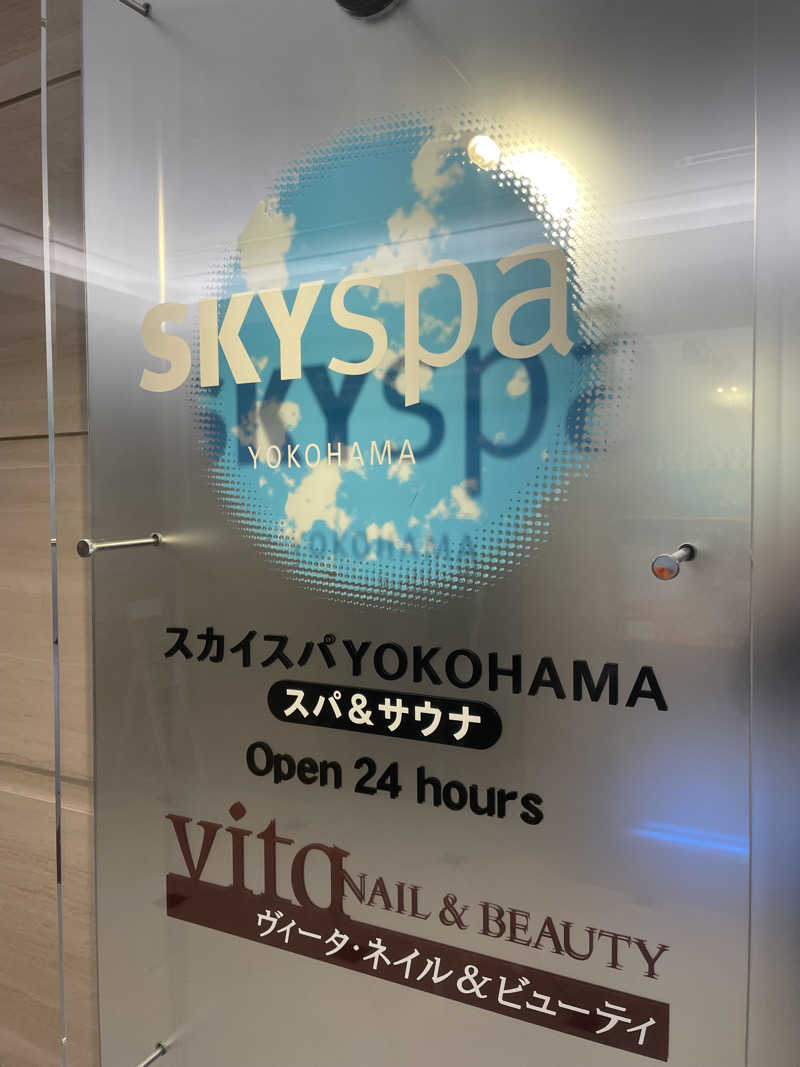 SKYspa
YOKOHAMA
スカイスパYOKOHAMA
スパ&サウナ
Open 24 hours
vita NAIL & BEAUTY
ヴィータ・ネイル&ビューティ